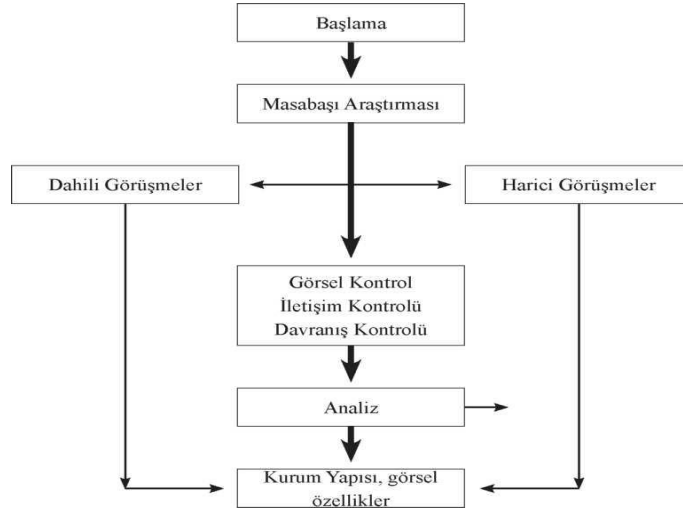 Başlama
Masabaşı Araştırması
Dahili Görüşmeler
Harici Görüşmeler
Görsel Kontrol
İletişim Kontrolü
Davranış Kontrolü
Analiz
Kurum Yapısı, görsel
özellikler